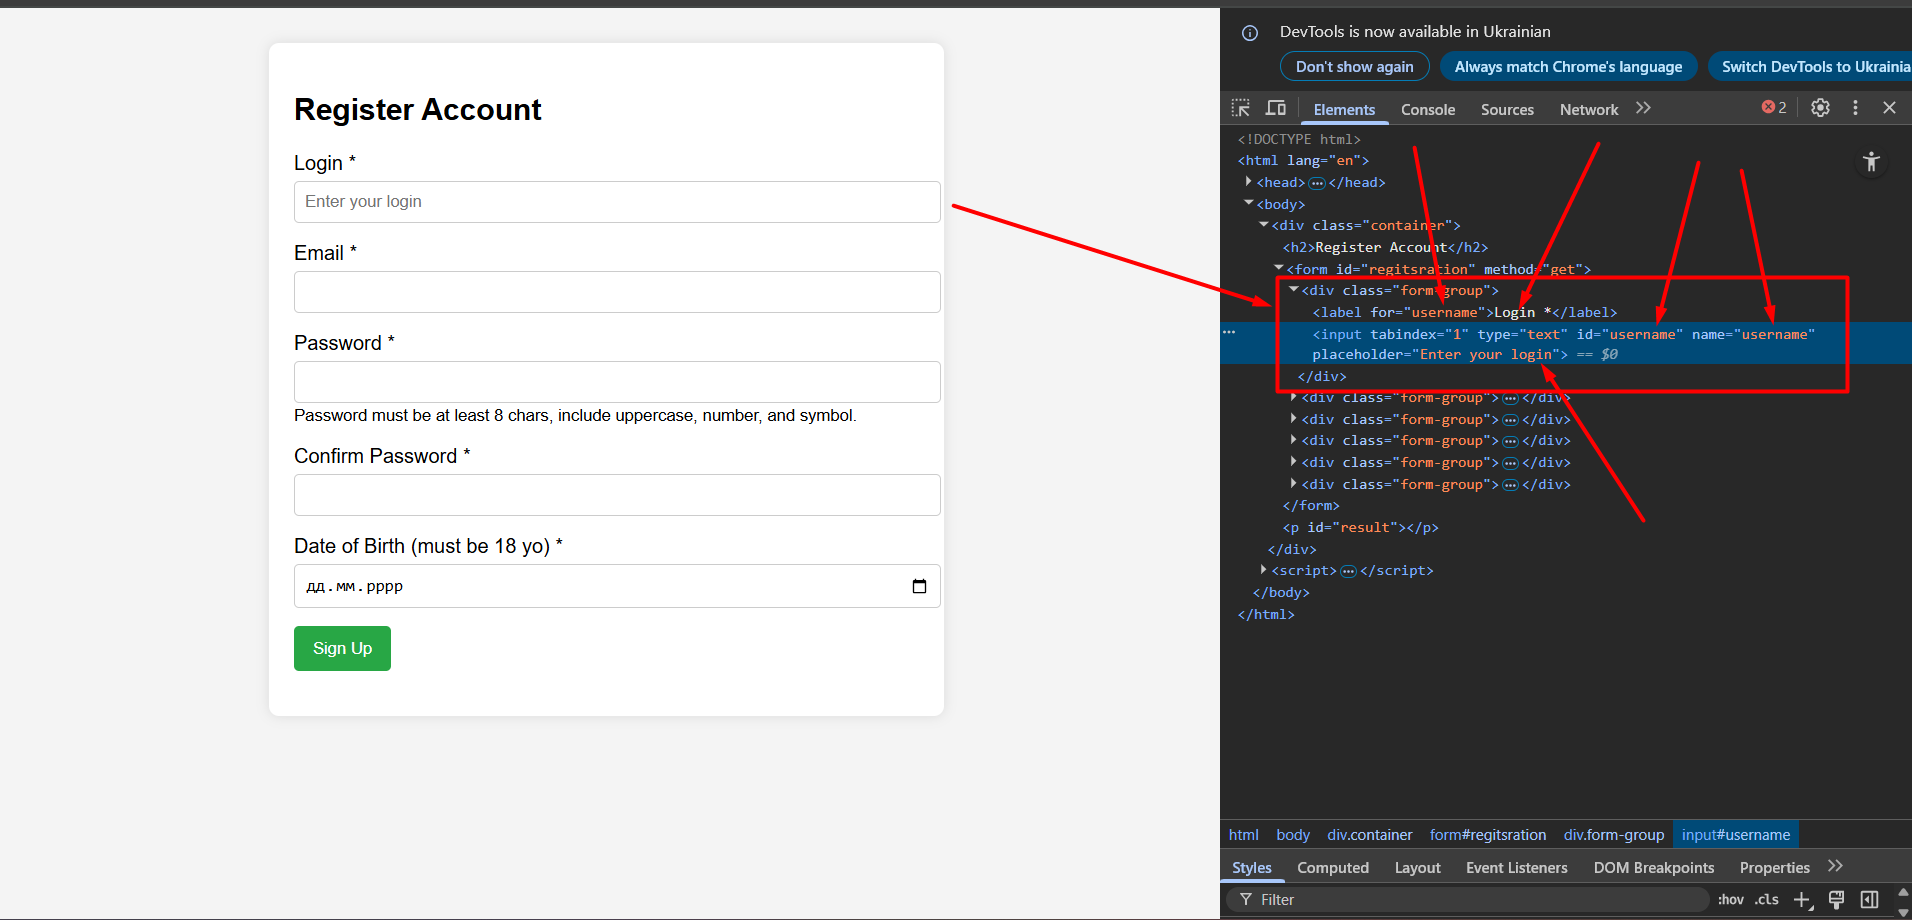 Register Account
Login *
Enter your login
Email *
Password *
Password must be at least 8 chars, include uppercase, number, and symbol.
Confirm Password *
Date of Birth (must be 18 yo) *
дд.мм.рррр
Sign Up
DevTools is now available in Ukrainian
Don't show again Always match Chrome's language Switch DevTools to Ukrainia
Elements Console Sources Network 2
<!DOCTYPE html>
<html lang="en">
<head>…</head>
<body>
<div class="container">
<h2>Register Account</h2>
<form id="regitsration" method="get">
<div class="form-group">
<label for="username">Login *</label>
<input tabindex="1" type="text" id="username" name="username"
placeholder="Enter your login"> == $0
</div>
<div class="form-group">…</div>
<div class="form-group">…</div>
<div class="form-group">…</div>
<div class="form-group">…</div>
<div class="form-group">…</div>
</form>
<p id="result"></p>
</div>
<script>…</script>
</body>
</html>
html body div.container form#regitsration div.form-group input#username
Styles Computed Layout Event Listeners DOM Breakpoints Properties
Filter :hov .cls